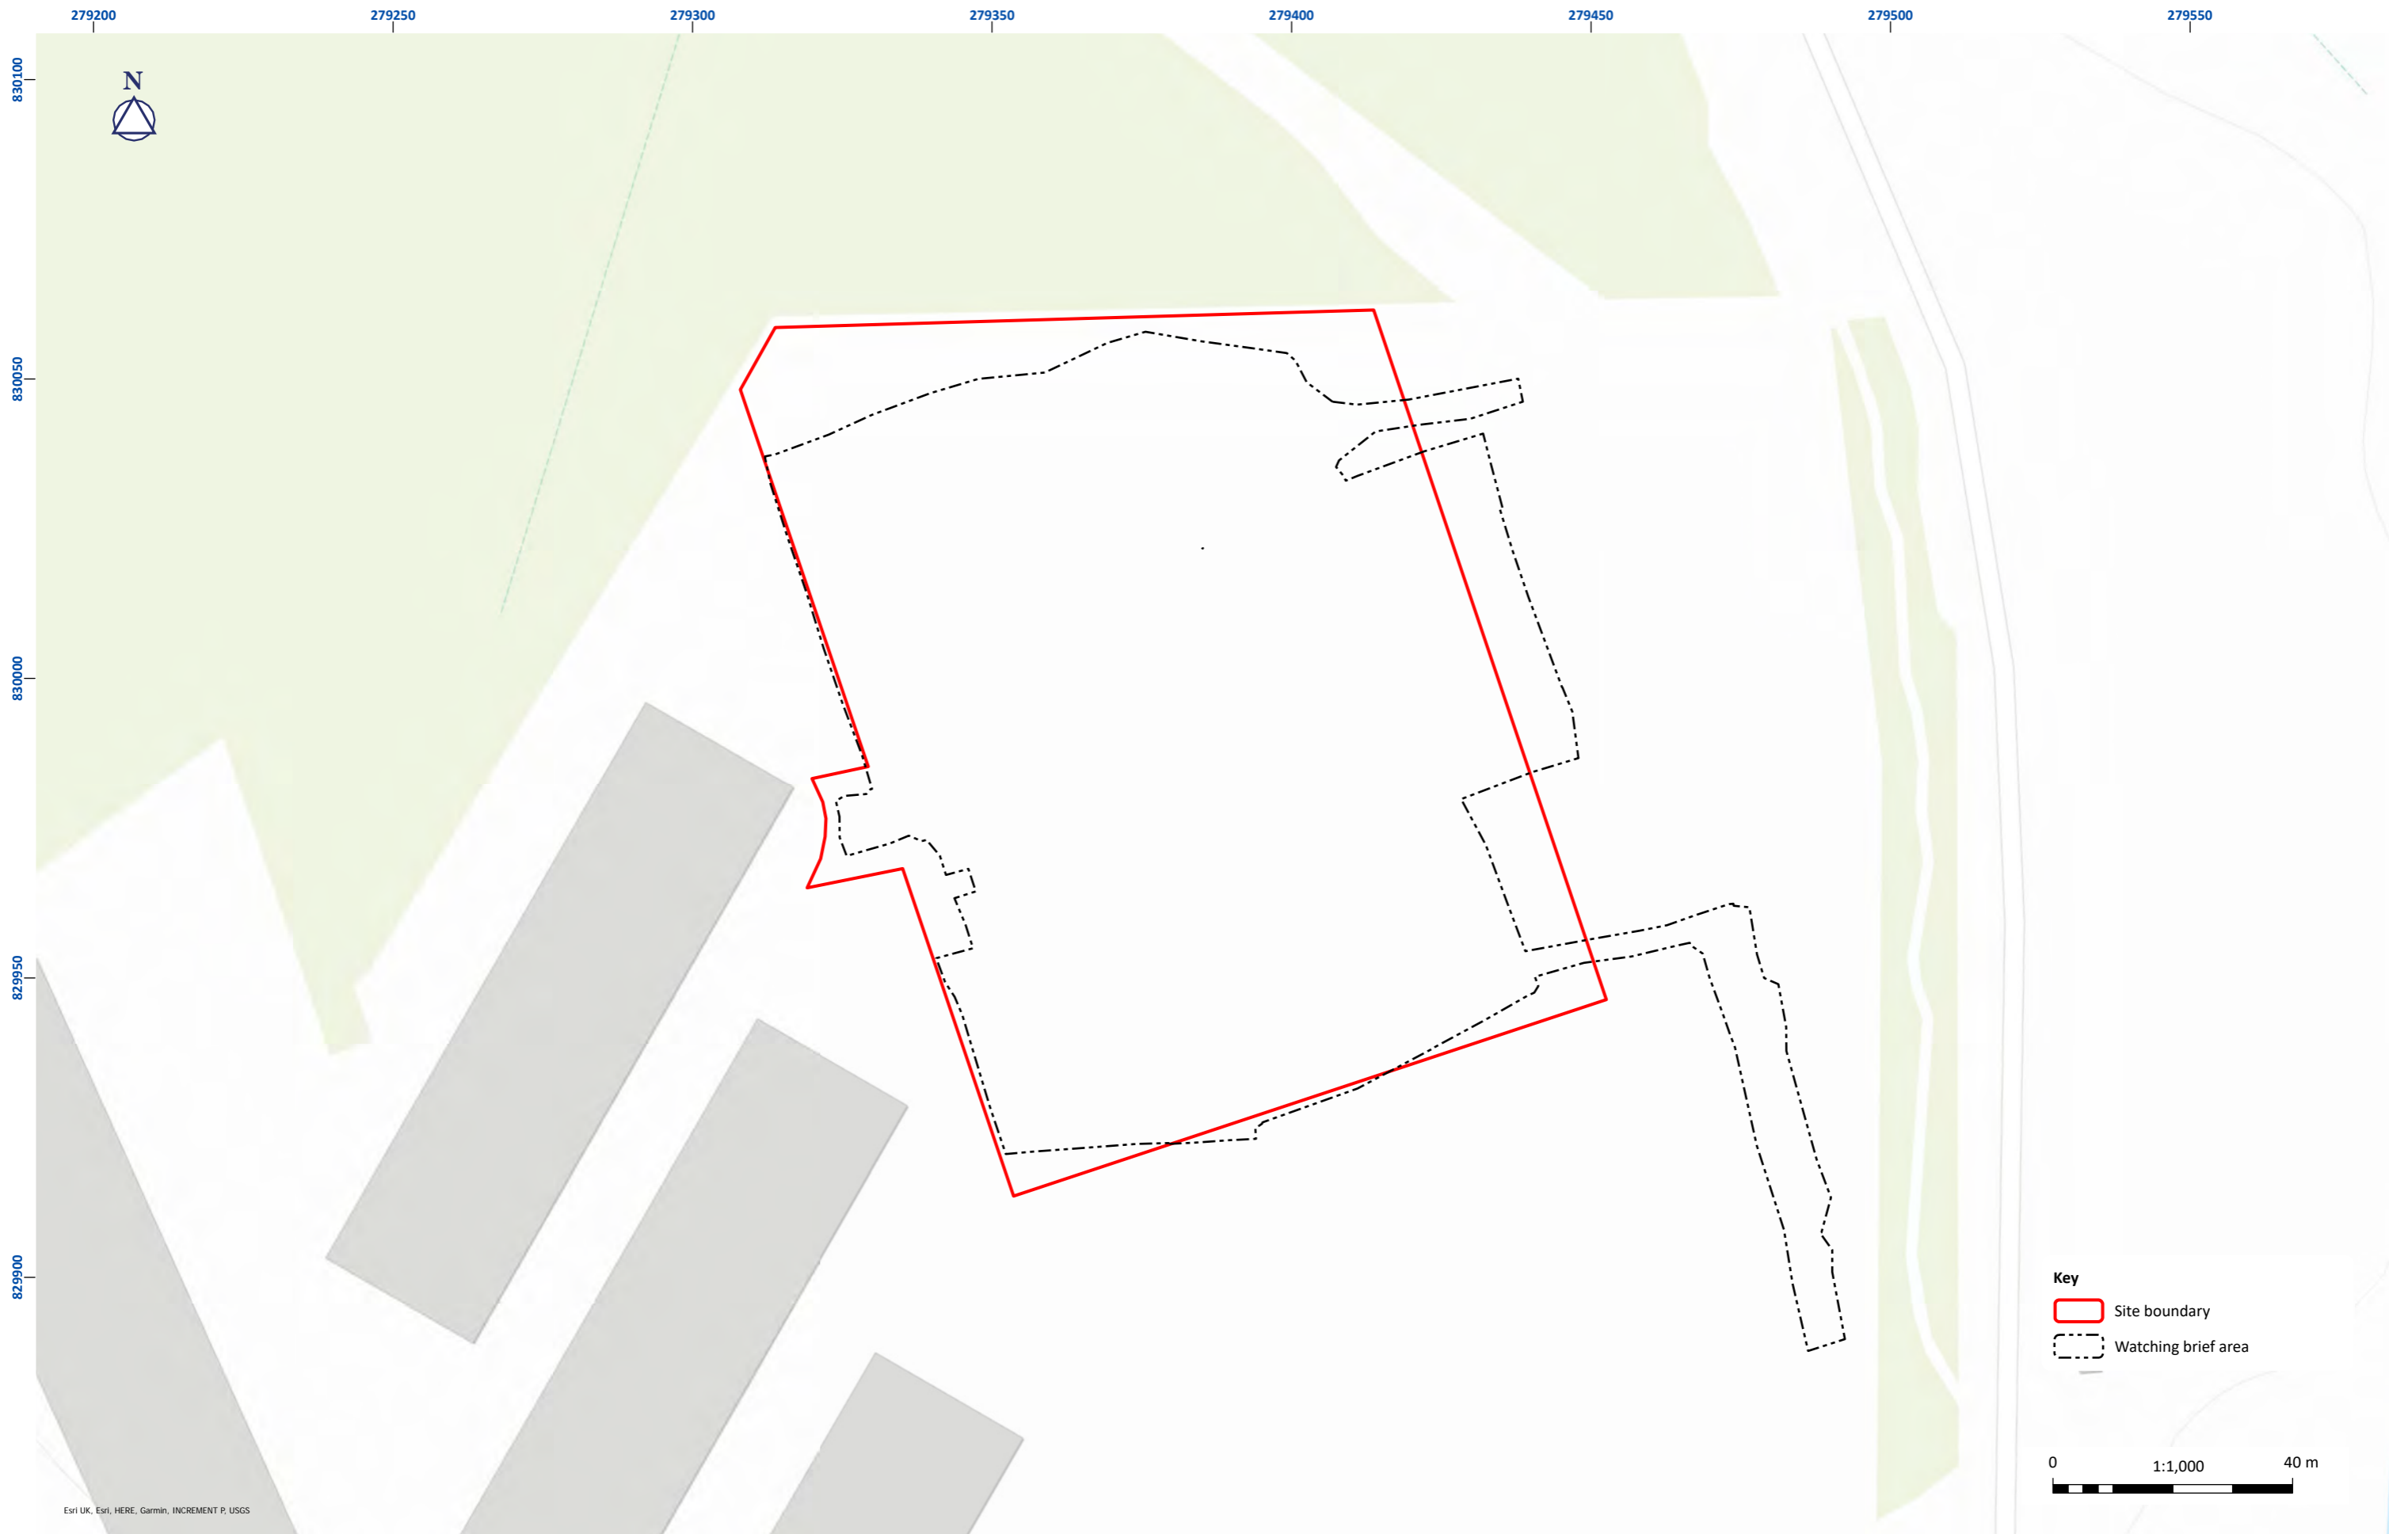 279200 279250 279300 279350 279400 279450 279500 279550
830100
830050
830000
829950
829900
N
Key
Site boundary
Watching brief area
0 1:1,000 40 m
Esri UK, Esri, HERE, Garmin, INCREMENT P, USGS